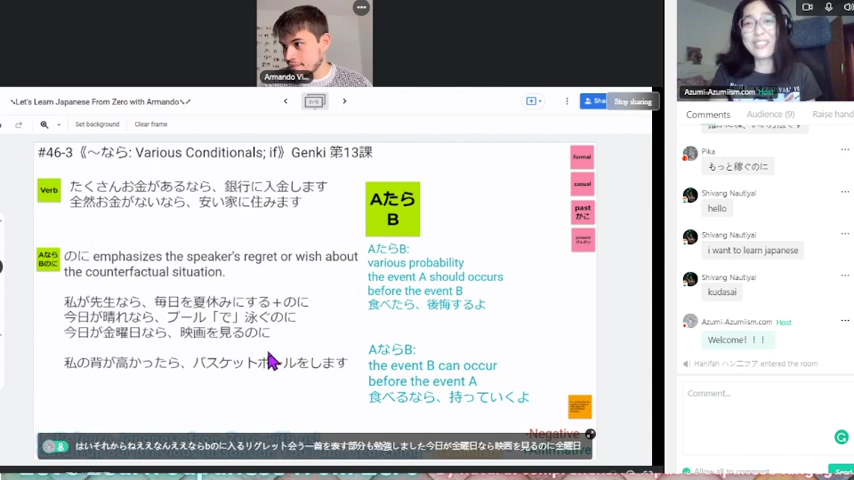 Armando Vi...
Azumi-Azumiism.com Host
↘Let's Learn Japanese From Zero with Armando↘↗
Stop sharing
Set background
Clear frame
#46-3《～なら: Various Conditionals; if》Genki 第13課
Verb
たくさんお金があるなら、銀行に入金します
全然お金がないなら、安い家に住みます
Aなら
Bのに
のに emphasizes the speaker's regret or wish about
the counterfactual situation.
私が先生なら、毎日を夏休みにする＋のに
今日が晴れなら、プール「で」泳ぐのに
今日が金曜日なら、映画を見るのに
私の背が高かったら、バスケットボールをします
Aたら
B
AたらB:
various probability
the event A should occurs
before the event B
食べたら、後悔するよ
AならB:
the event B can occur
before the event A
食べるなら、持っていくよ
formal
casual
past
かこ
-Negative
はいそれからねええなんええならbのに入るリグレット会う一首を表す部分も勉強しました今日が金曜日なら映画を見るのに金曜日
Comments
Audience (9)
Raise hand
Pika
もっと稼ぐのに
Shivang Nautiyal
hello
Shivang Nautiyal
i want to learn japanese
Shivang Nautiyal
kudasai
Azumi-Azumiism.com Host
Welcome！！！
Hanifah ハンニファ entered the room
Comment...
Allow all to comment
Send